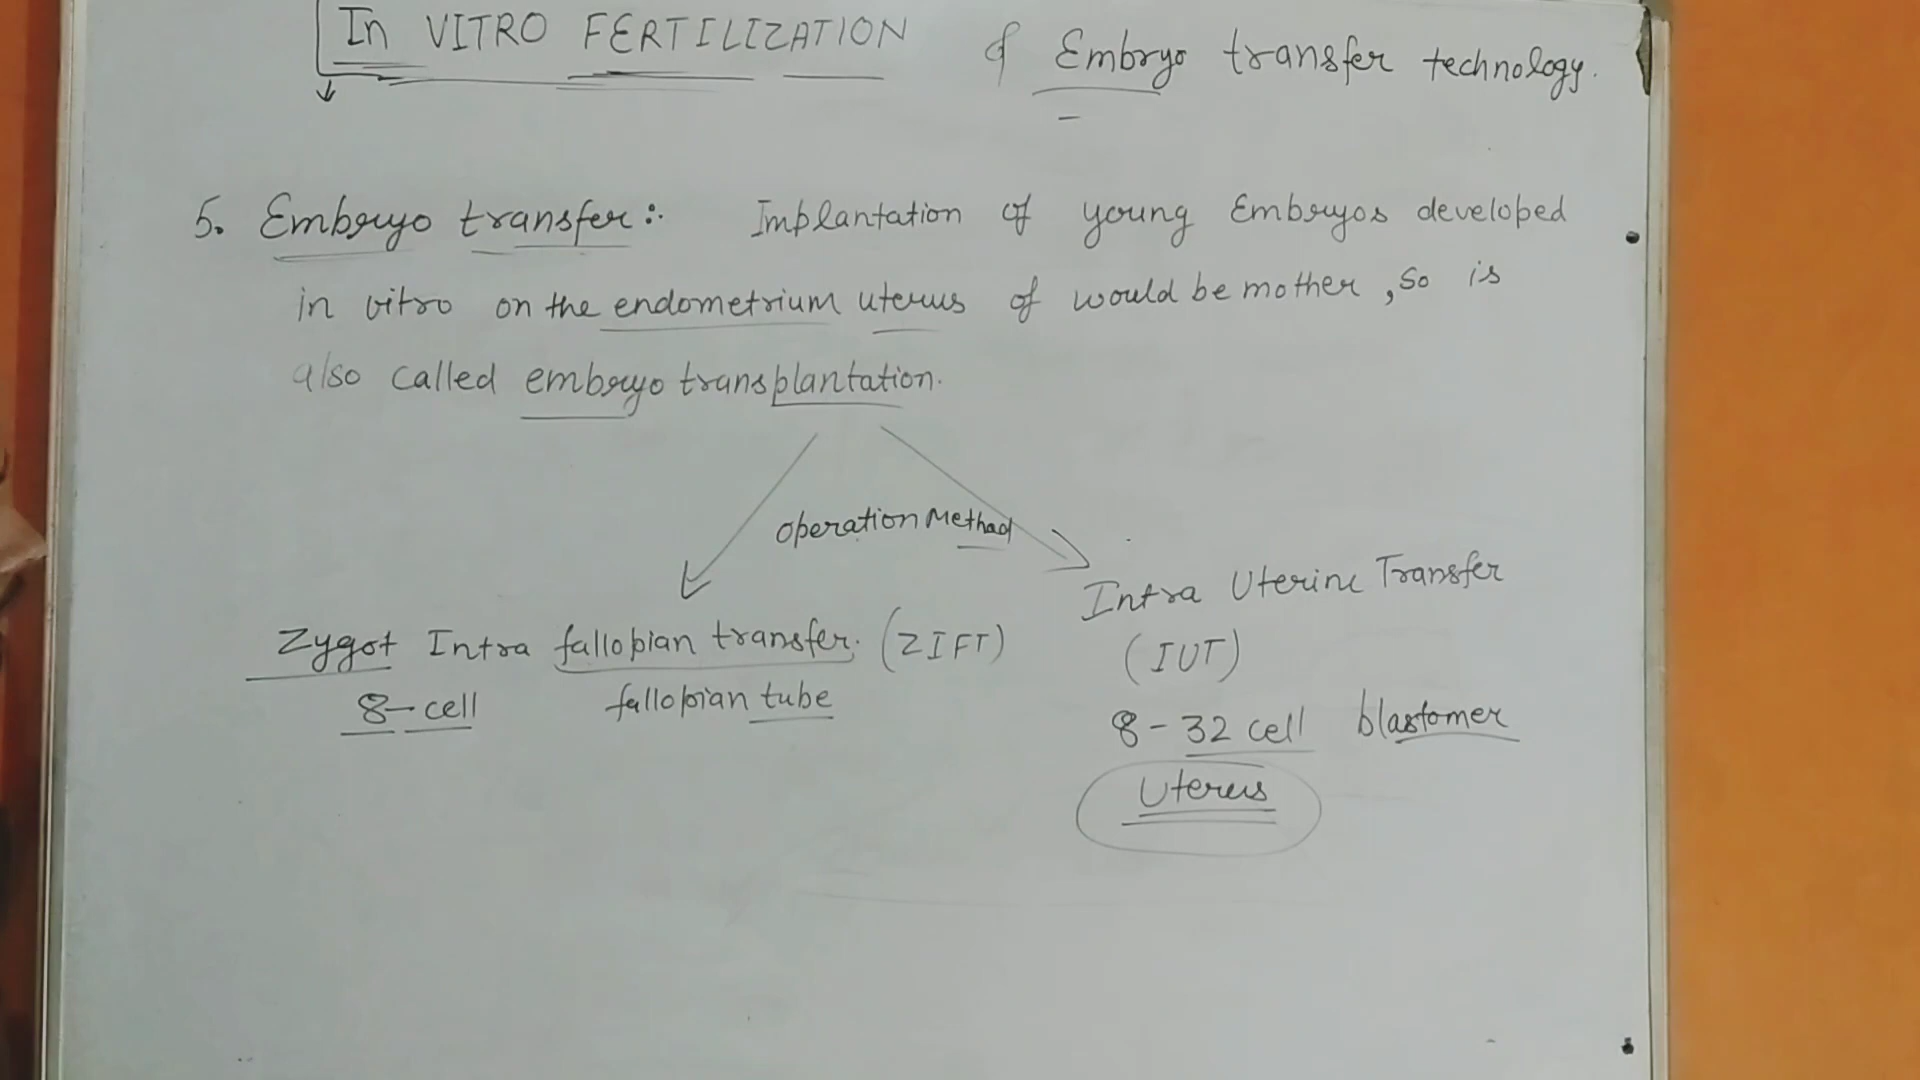 In VITRO FERTILIZATION & Embryo transfer technology.
5. Embryo transfer :- Implantation of young Embryos developed
in vitro on the endometrium uterus of would be mother, so is
also called embryo transplantation.
Operation Method
Zygot Intra fallopian transfer. (ZIFT)
8-cell fallopian tube
Intra Uterine Transfer
(IUT)
8-32 cell blastomer
Uterus